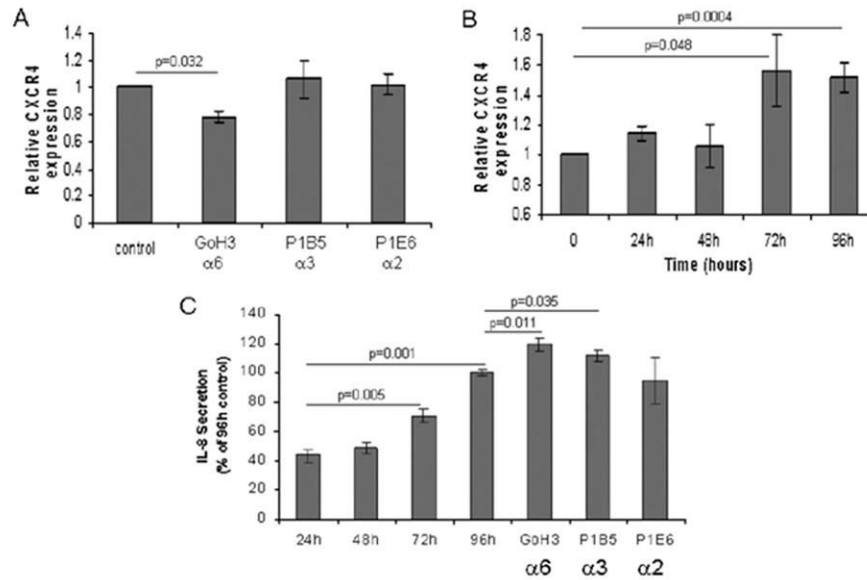 A
Relative CXCR4
expression
1.4
1.2
1
0.8
0.6
0.4
0.2
0
p=0.032
control
GoH3
P1B5
P1E6
α6
α3
α2
B
Relative CXCR4
expression
1.8
1.6
1.4
1.2
1
0.8
0.6
p=0.0004
p=0.048
0
24h
48h
72h
96h
Time (hours)
C
IL-8 Secretion
(% of 96h control)
140
120
100
80
60
40
20
0
p=0.035
p=0.011
p=0.001
p=0.005
24h
48h
72h
96h
GoH3
P1B5
P1E6
α6
α3
α2